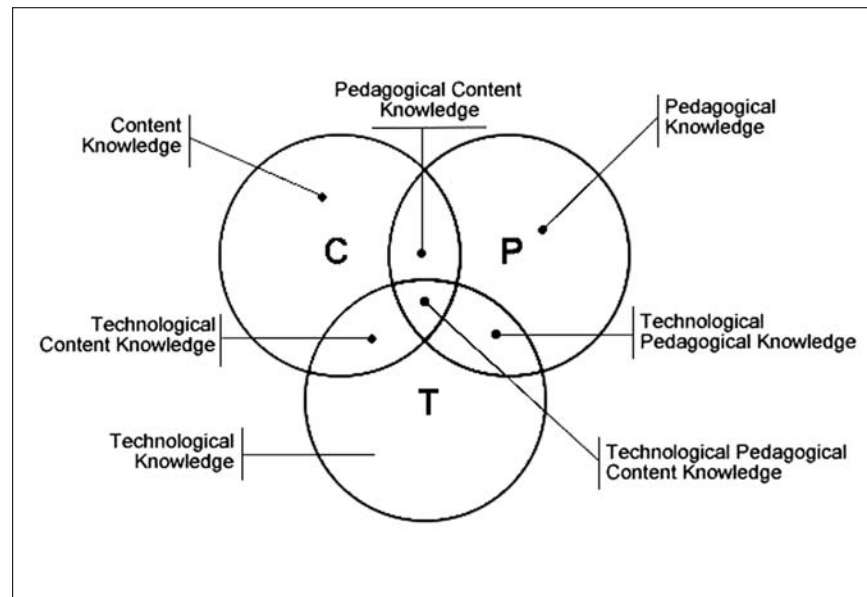 Pedagogical Content
Knowledge
Content
Knowledge
Pedagogical
Knowledge
C
P
Technological
Content Knowledge
Technological
Pedagogical Knowledge
T
Technological
Knowledge
Technological Pedagogical
Content Knowledge